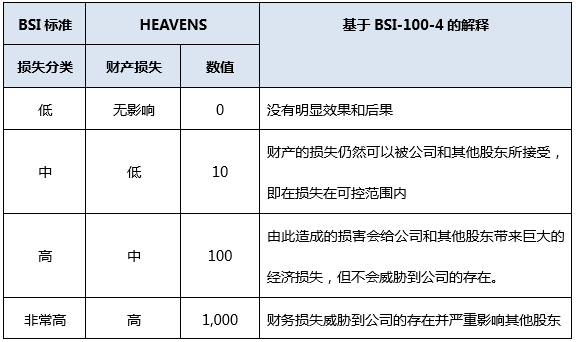 BSI 标准 HEAVENS 基于 BSI-100-4 的解释
损失分类 财产损失 数值
低 无影响 0 没有明显效果和后果
中 低 10 财产的损失仍然可以被公司和其他股东所接受，
即在损失在可控范围内
高 中 100 由此造成的损害会给公司和其他股东带来巨大的
经济损失，但不会威胁到公司的存在。
非常高 高 1,000 财务损失威胁到公司的存在并严重影响其他股东